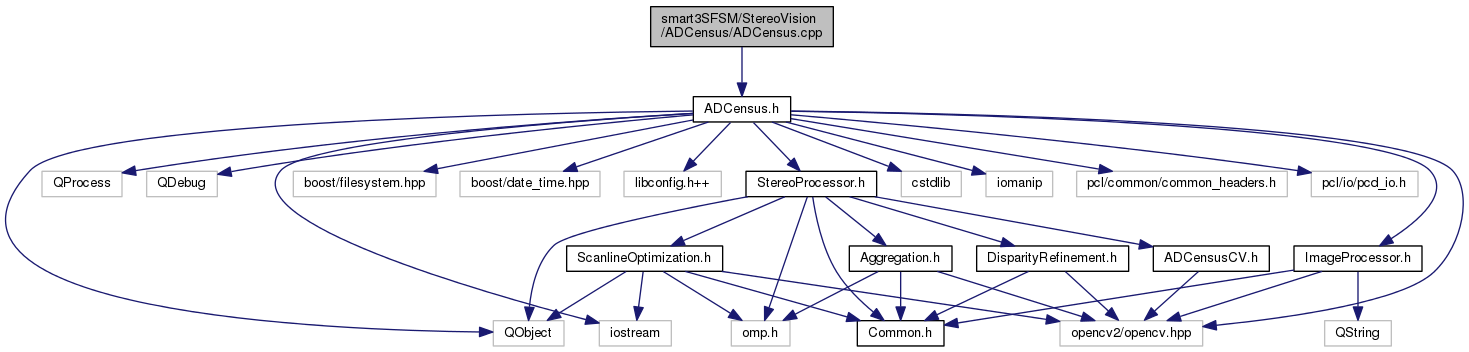 smart3SFSM/StereoVision
/ADCensus/ADCensus.cpp
ADCensus.h
QProcess
QDebug
boost/filesystem.hpp
boost/date_time.hpp
libconfig.h++
StereoProcessor.h
cstdlib
iomanip
pcl/common/common_headers.h
pcl/io/pcd_io.h
ScanlineOptimization.h
Aggregation.h
DisparityRefinement.h
ADCensusCV.h
ImageProcessor.h
QObject
iostream
omp.h
Common.h
opencv2/opencv.hpp
QString